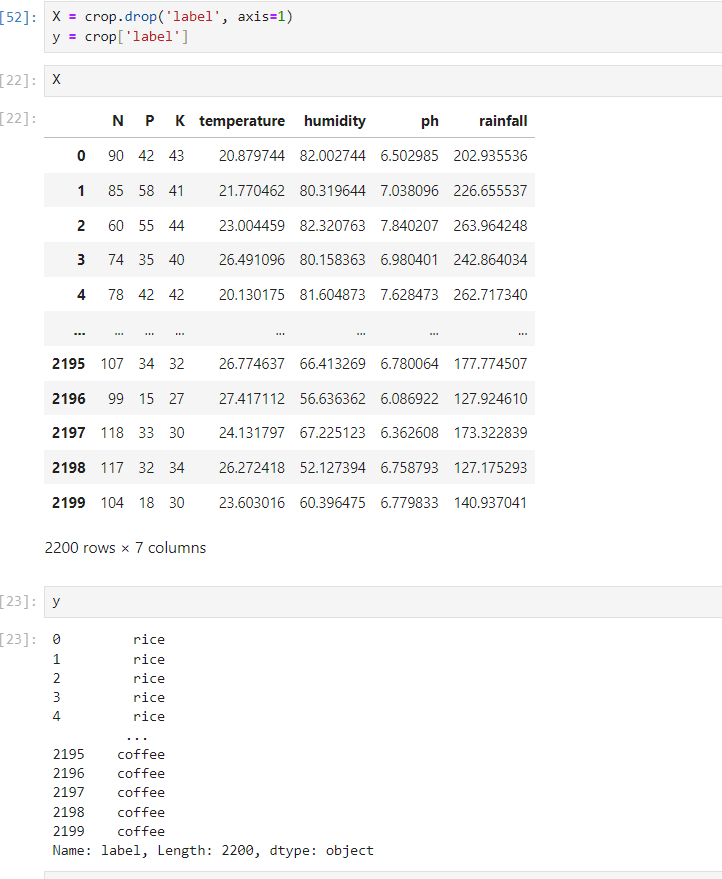 [52]: X = crop.drop('label', axis=1)
y = crop['label']
[22]: X
[22]:
N P K temperature humidity ph rainfall
0 90 42 43 20.879744 82.002744 6.502985 202.935536
1 85 58 41 21.770462 80.319644 7.038096 226.655537
2 60 55 44 23.004459 82.320763 7.840207 263.964248
3 74 35 40 26.491096 80.158363 6.980401 242.864034
4 78 42 42 20.130175 81.604873 7.628473 262.717340
... ... ... ... ... ... ... ...
2195 107 34 32 26.774637 66.413269 6.780064 177.774507
2196 99 15 27 27.417112 56.636362 6.086922 127.924610
2197 118 33 30 24.131797 67.225123 6.362608 173.322839
2198 117 32 34 26.272418 52.127394 6.758793 127.175293
2199 104 18 30 23.603016 60.396475 6.779833 140.937041
2200 rows × 7 columns
[23]: y
[23]: 0 rice
1 rice
2 rice
3 rice
4 rice
...
2195 coffee
2196 coffee
2197 coffee
2198 coffee
2199 coffee
Name: label, Length: 2200, dtype: object